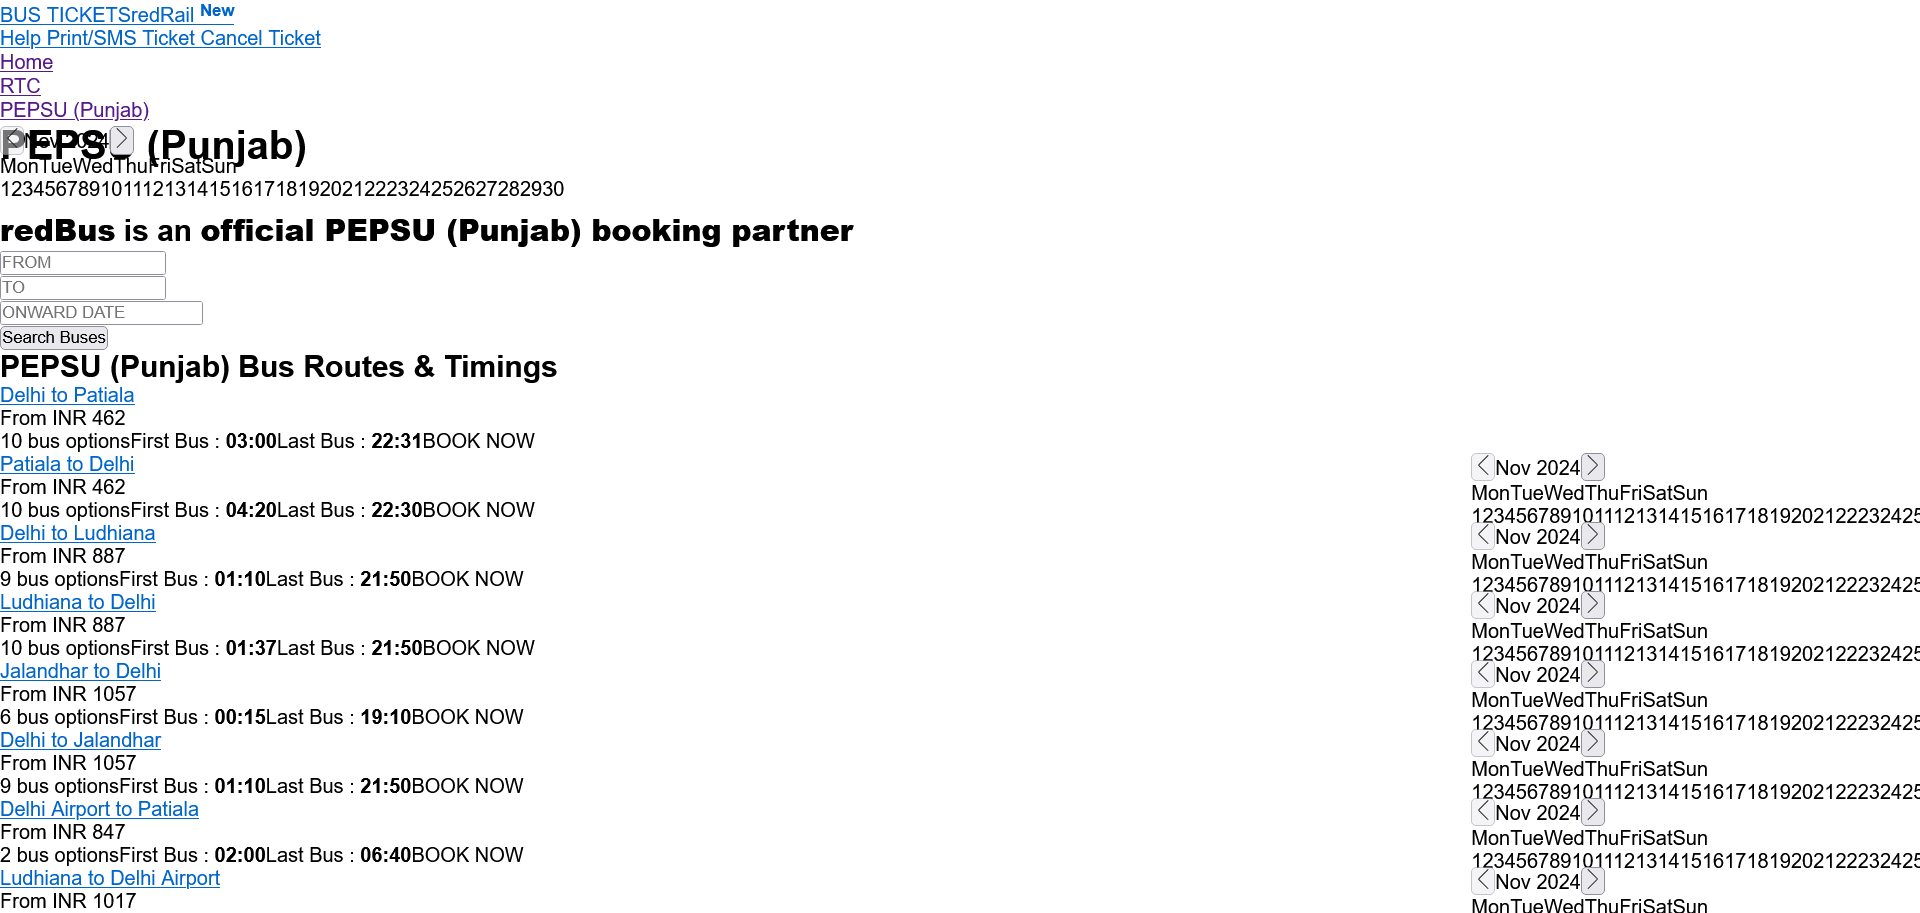 BUS TICKETSredRail New
Help Print/SMS Ticket Cancel Ticket
Home
RTC
PEPSU (Punjab)
PEPSU (Punjab)
Nov 2024
MonTueWedThuFriSatSun
123456789101112131415161718192021222324252627282930
redBus is an official PEPSU (Punjab) booking partner
FROM
TO
ONWARD DATE
Search Buses
PEPSU (Punjab) Bus Routes & Timings
Delhi to Patiala
From INR 462
10 bus optionsFirst Bus : 03:00Last Bus : 22:31BOOK NOW
Patiala to Delhi
From INR 462
10 bus optionsFirst Bus : 04:20Last Bus : 22:30BOOK NOW
Delhi to Ludhiana
From INR 887
9 bus optionsFirst Bus : 01:10Last Bus : 21:50BOOK NOW
Ludhiana to Delhi
From INR 887
10 bus optionsFirst Bus : 01:37Last Bus : 21:50BOOK NOW
Jalandhar to Delhi
From INR 1057
6 bus optionsFirst Bus : 00:15Last Bus : 19:10BOOK NOW
Delhi to Jalandhar
From INR 1057
9 bus optionsFirst Bus : 01:10Last Bus : 21:50BOOK NOW
Delhi Airport to Patiala
From INR 847
2 bus optionsFirst Bus : 02:00Last Bus : 06:40BOOK NOW
Ludhiana to Delhi Airport
From INR 1017
Nov 2024
MonTueWedThuFriSatSun
12345678910111213141516171819202122232425
Nov 2024
MonTueWedThuFriSatSun
12345678910111213141516171819202122232425
Nov 2024
MonTueWedThuFriSatSun
12345678910111213141516171819202122232425
Nov 2024
MonTueWedThuFriSatSun
12345678910111213141516171819202122232425
Nov 2024
MonTueWedThuFriSatSun
12345678910111213141516171819202122232425
Nov 2024
MonTueWedThuFriSatSun
12345678910111213141516171819202122232425
Nov 2024
MonTueWedThuFriSatSun